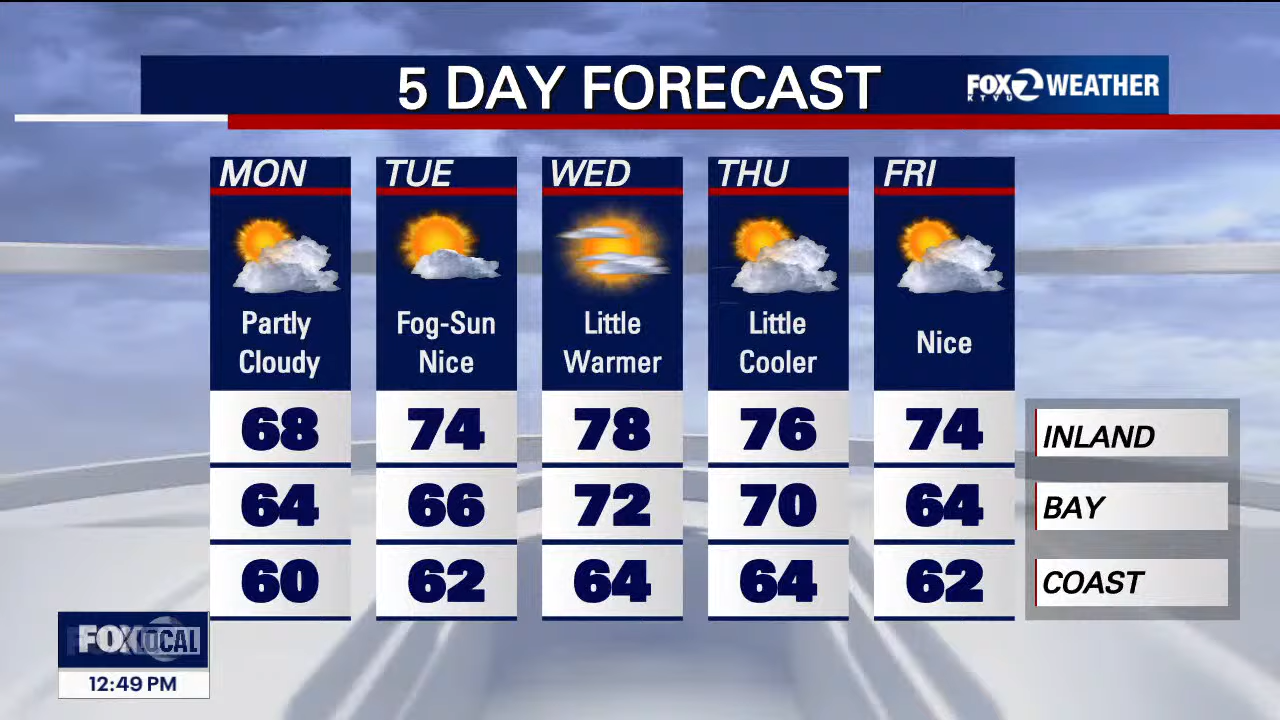 5 DAY FORECAST
FOX 2 WEATHER
KTVU
MON TUE WED THU FRI
Partly Cloudy
Fog-Sun Nice
Little Warmer
Little Cooler
Nice
68 74 78 76 74 INLAND
64 66 72 70 64 BAY
60 62 64 64 62 COAST
FOX LOCAL
12:49 PM